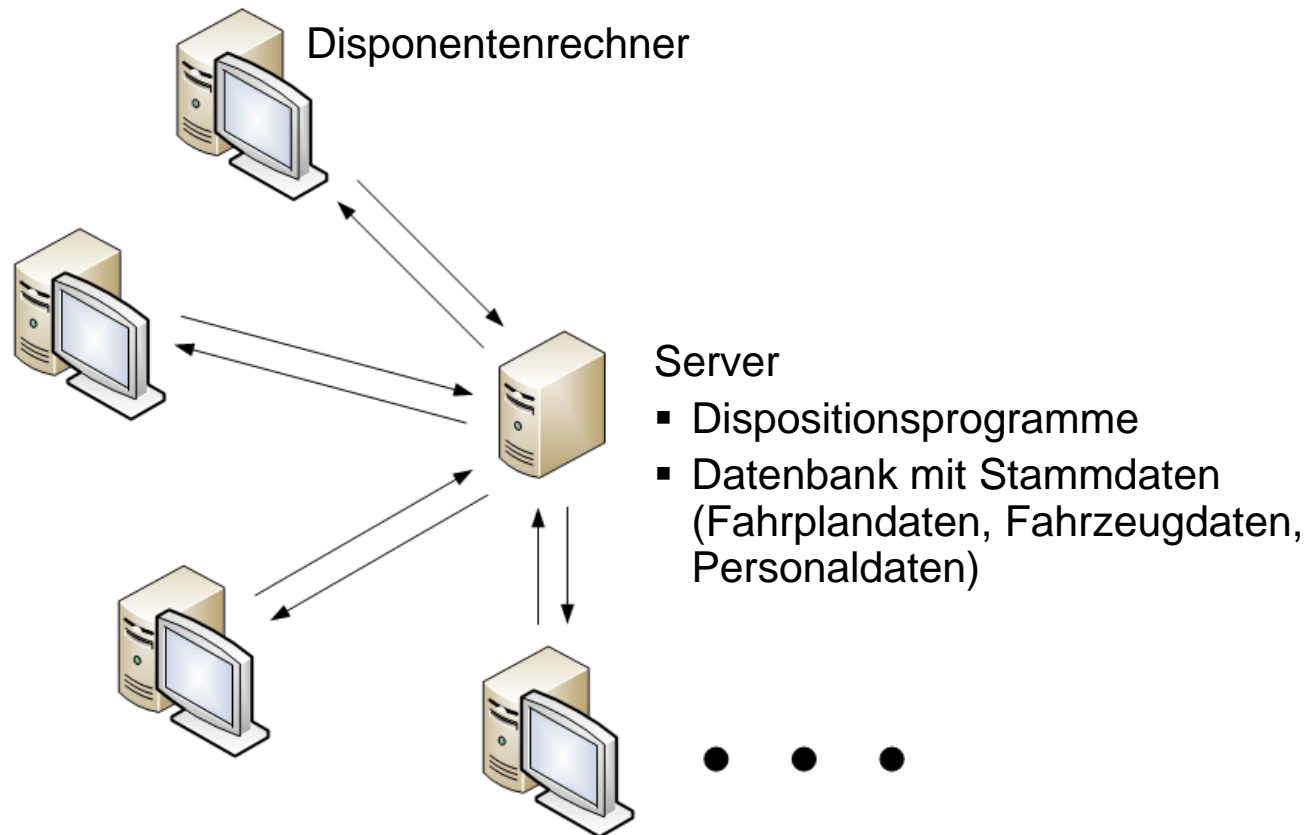 Disponentenrechner
Server
▪ Dispositionsprogramme
▪ Datenbank mit Stammdaten
(Fahrplandaten, Fahrzeugdaten,
Personaldaten)